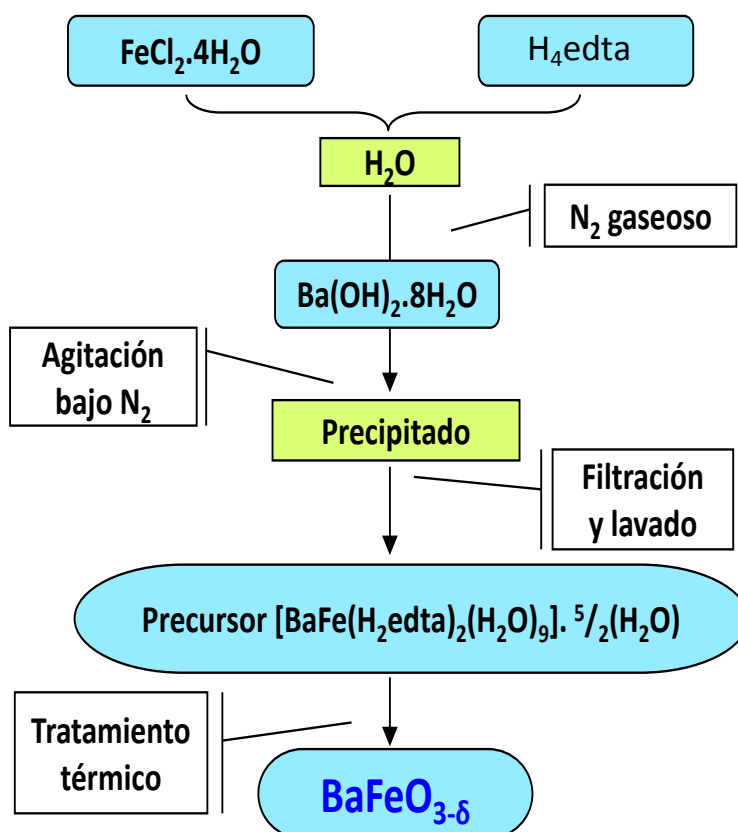 FeCl₂.4H₂O
H₄edta
H₂O
N₂ gaseoso
Ba(OH)₂.8H₂O
Agitación
bajo N₂
Precipitado
Filtración
y lavado
Precursor [BaFe(H₂edta)₂(H₂O)₉]. ⁵/₂(H₂O)
Tratamiento
térmico
BaFeO₃₋δ